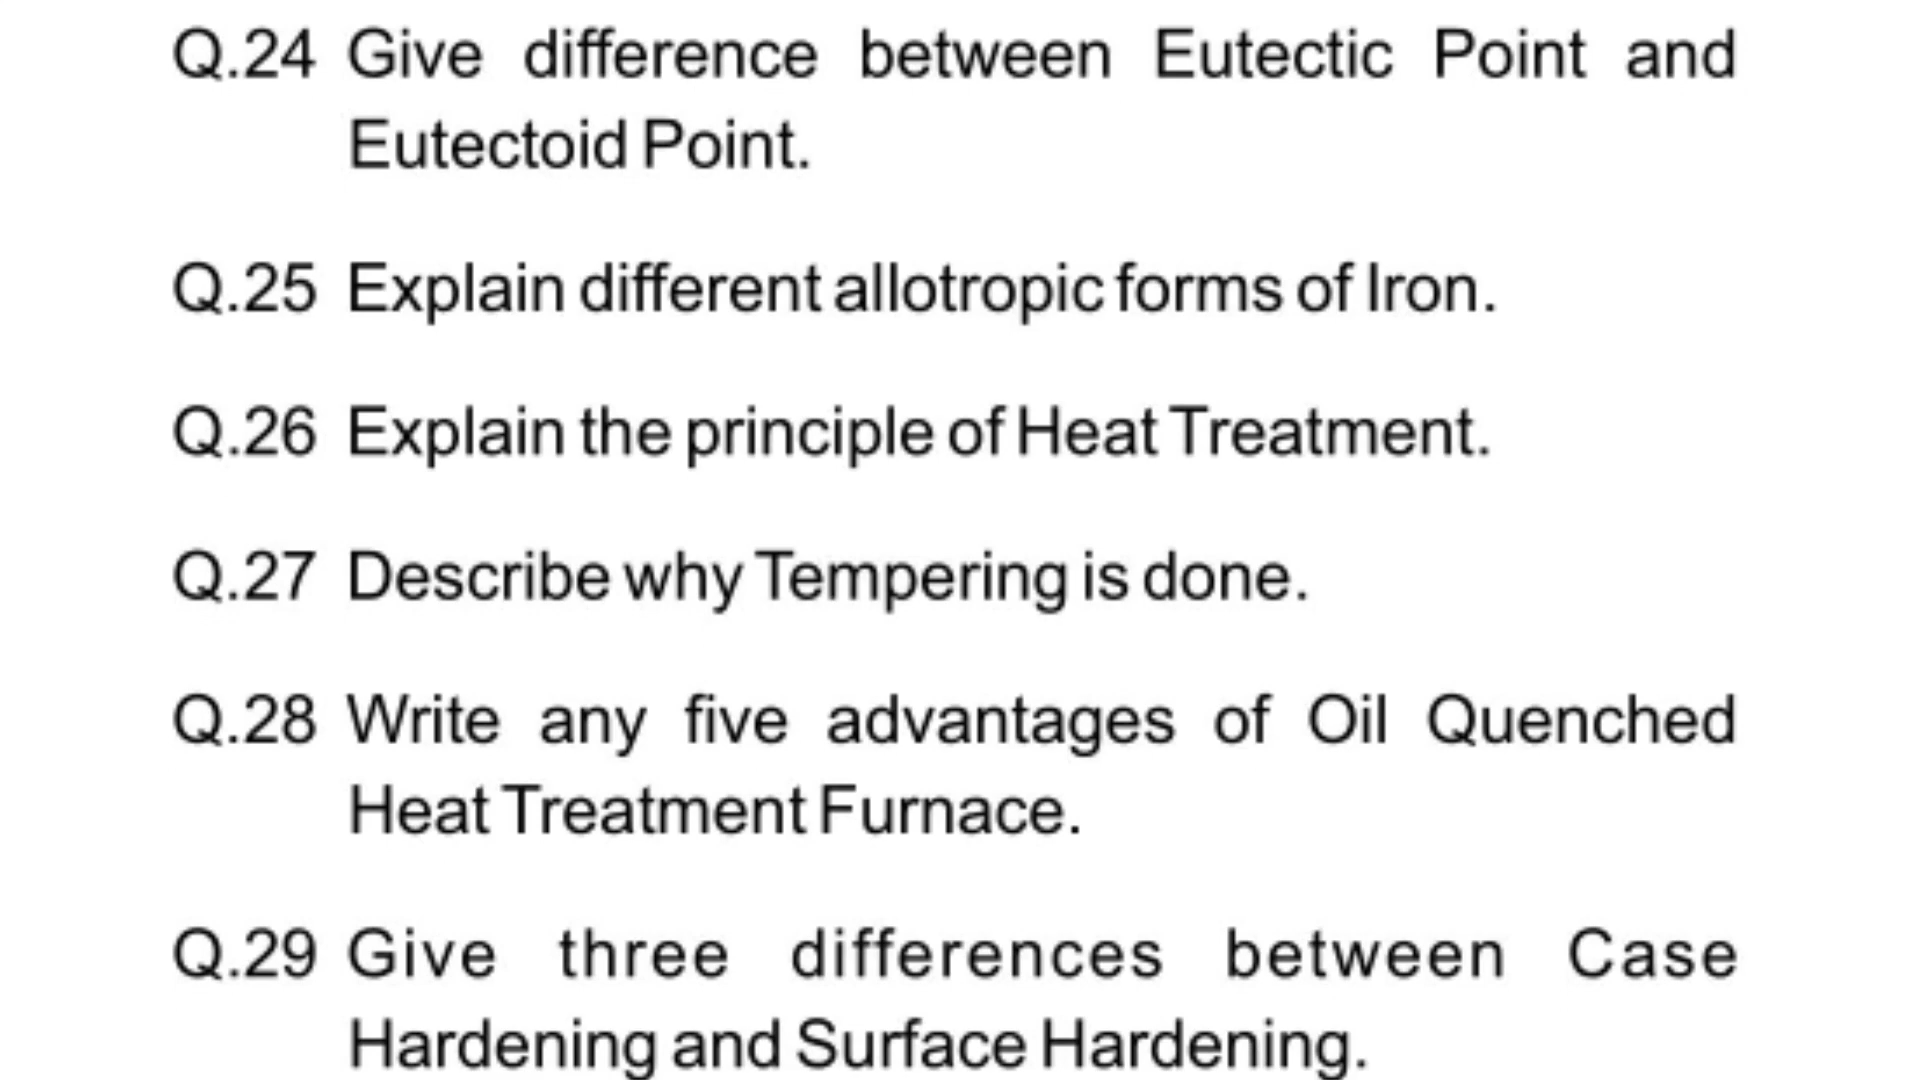 Q.24 Give difference between Eutectic Point and
Eutectoid Point.
Q.25 Explain different allotropic forms of Iron.
Q.26 Explain the principle of Heat Treatment.
Q.27 Describe why Tempering is done.
Q.28 Write any five advantages of Oil Quenched
Heat Treatment Furnace.
Q.29 Give three differences between Case
Hardening and Surface Hardening.